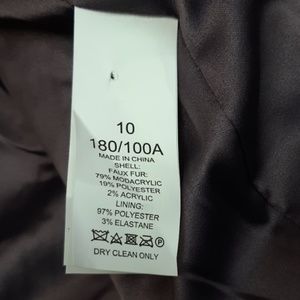 10
180/100A
MADE IN CHINA
SHELL:
FAUX FUR:
79% MODACRYLIC
19% POLYESTER
2% ACRYLIC
LINING:
97% POLYESTER
3% ELASTANE
DRY CLEAN ONLY